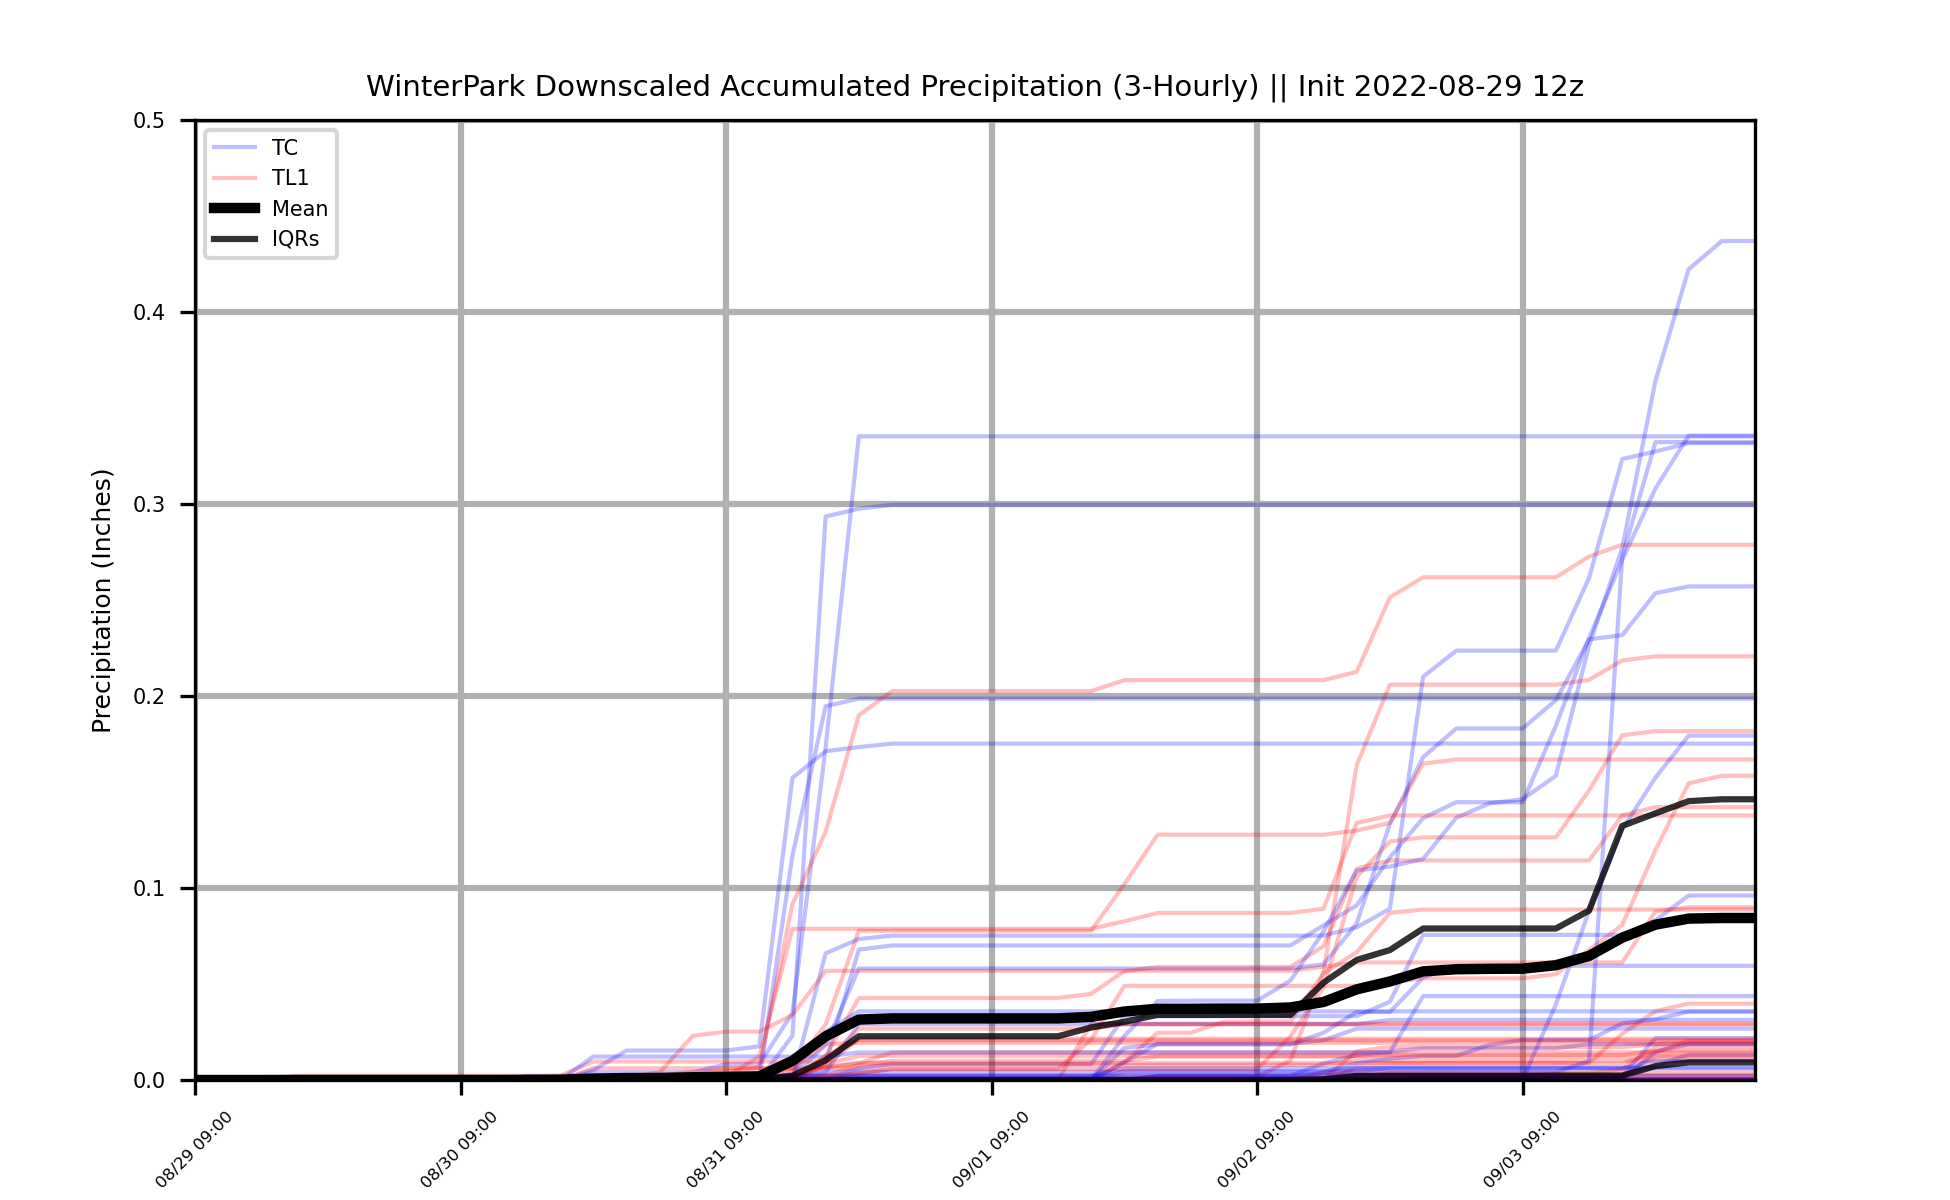 WinterPark Downscaled Accumulated Precipitation (3-Hourly) || Init 2022-08-29 12z
TC
TL1
Mean
IQRs
Precipitation (Inches)
0.5
0.4
0.3
0.2
0.1
0.0
08/29 09:00
08/30 09:00
08/31 09:00
09/01 09:00
09/02 09:00
09/03 09:00